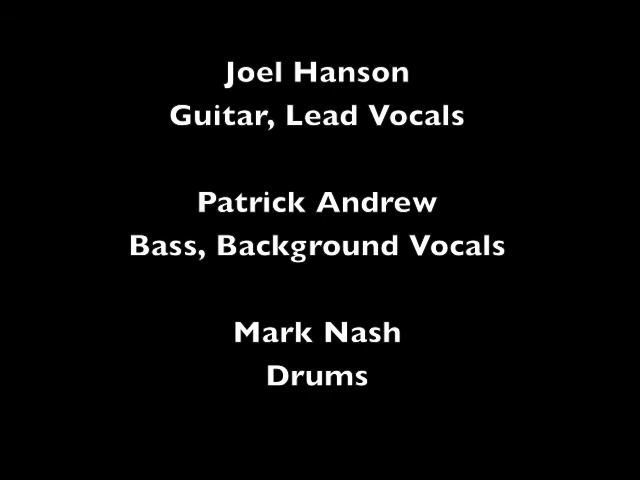 Joel Hanson
Guitar, Lead Vocals
Patrick Andrew
Bass, Background Vocals
Mark Nash
Drums